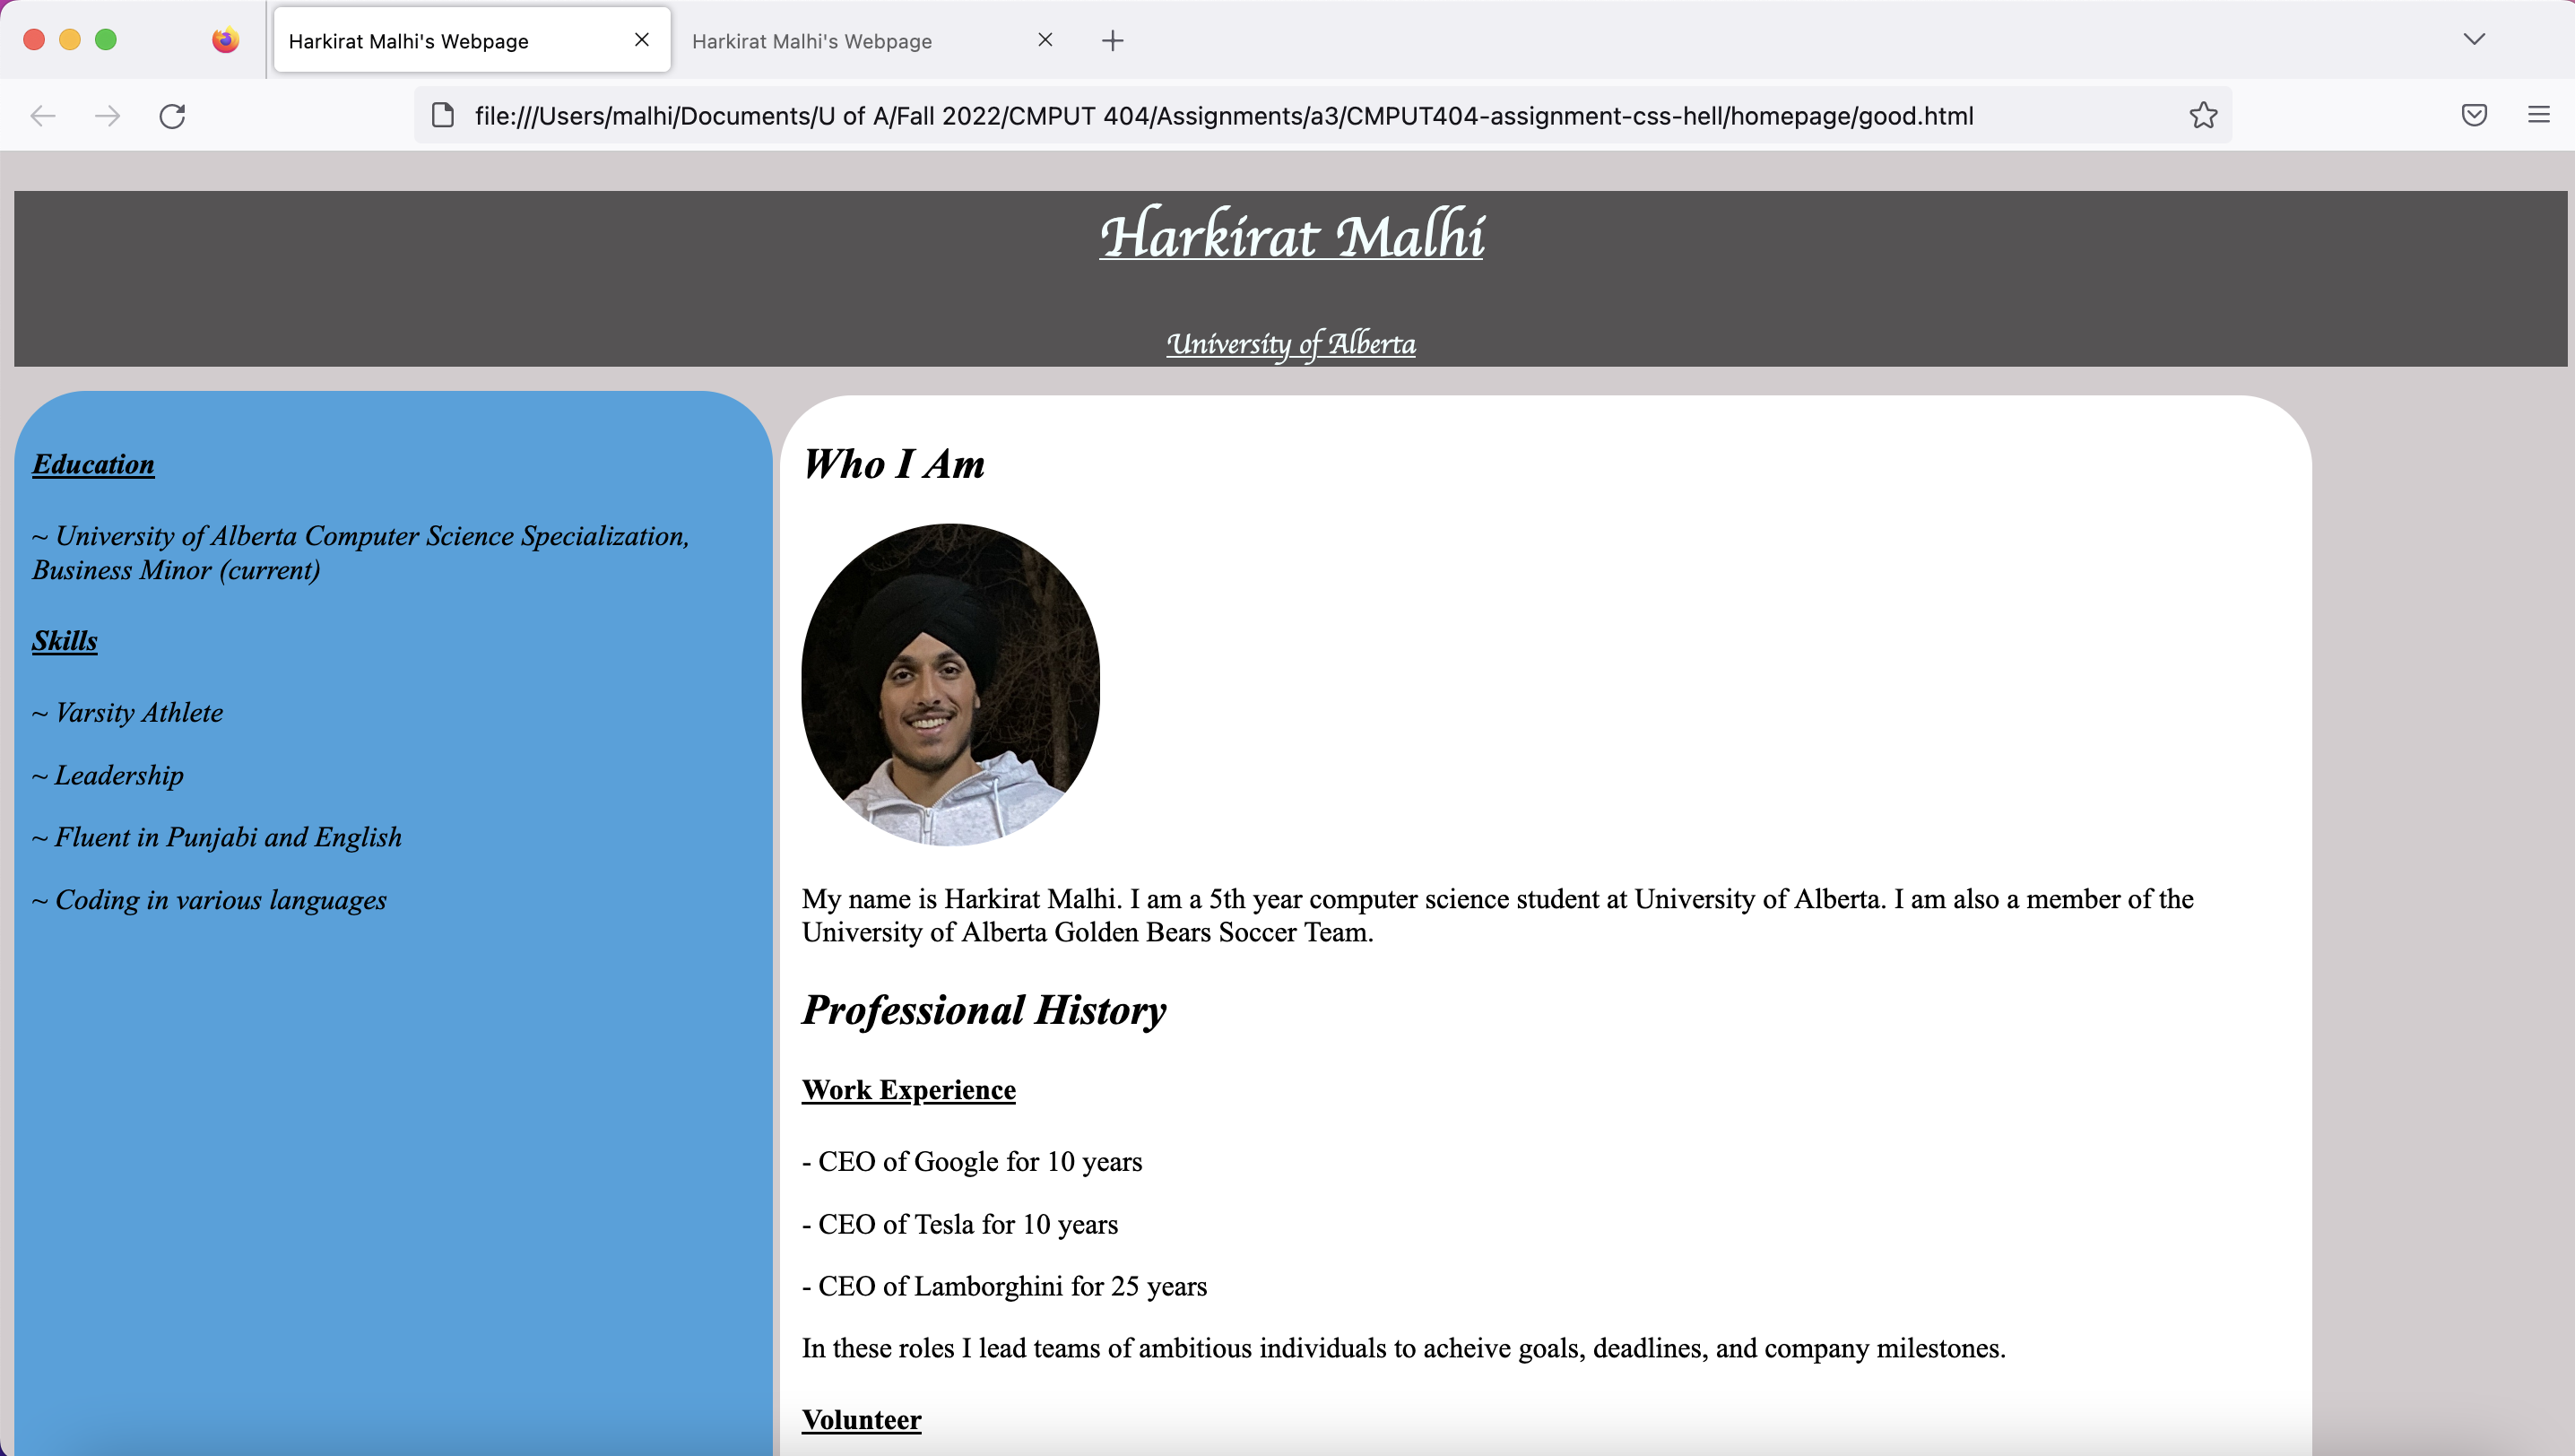 Harkirat Malhi's Webpage
Harkirat Malhi's Webpage
file:///Users/malhi/Documents/U of A/Fall 2022/CMPUT 404/Assignments/a3/CMPUT404-assignment-css-hell/homepage/good.html
Harkirat Malhi
University of Alberta
Education
~ University of Alberta Computer Science Specialization,
Business Minor (current)
Skills
~ Varsity Athlete
~ Leadership
~ Fluent in Punjabi and English
~ Coding in various languages
Who I Am
My name is Harkirat Malhi. I am a 5th year computer science student at University of Alberta. I am also a member of the
University of Alberta Golden Bears Soccer Team.
Professional History
Work Experience
- CEO of Google for 10 years
- CEO of Tesla for 10 years
- CEO of Lamborghini for 25 years
In these roles I lead teams of ambitious individuals to acheive goals, deadlines, and company milestones.
Volunteer